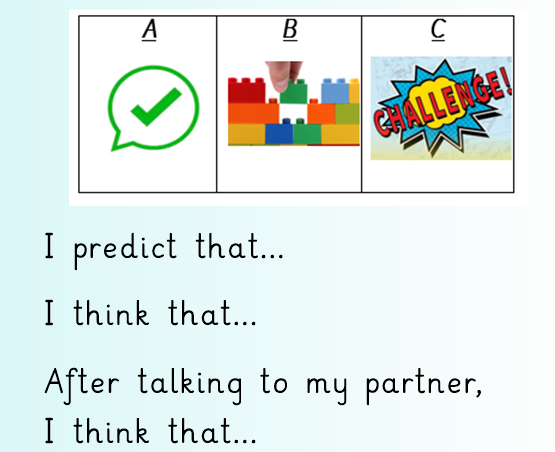 A B C
CHALLENGE!
I predict that...
I think that...
After talking to my partner,
I think that...